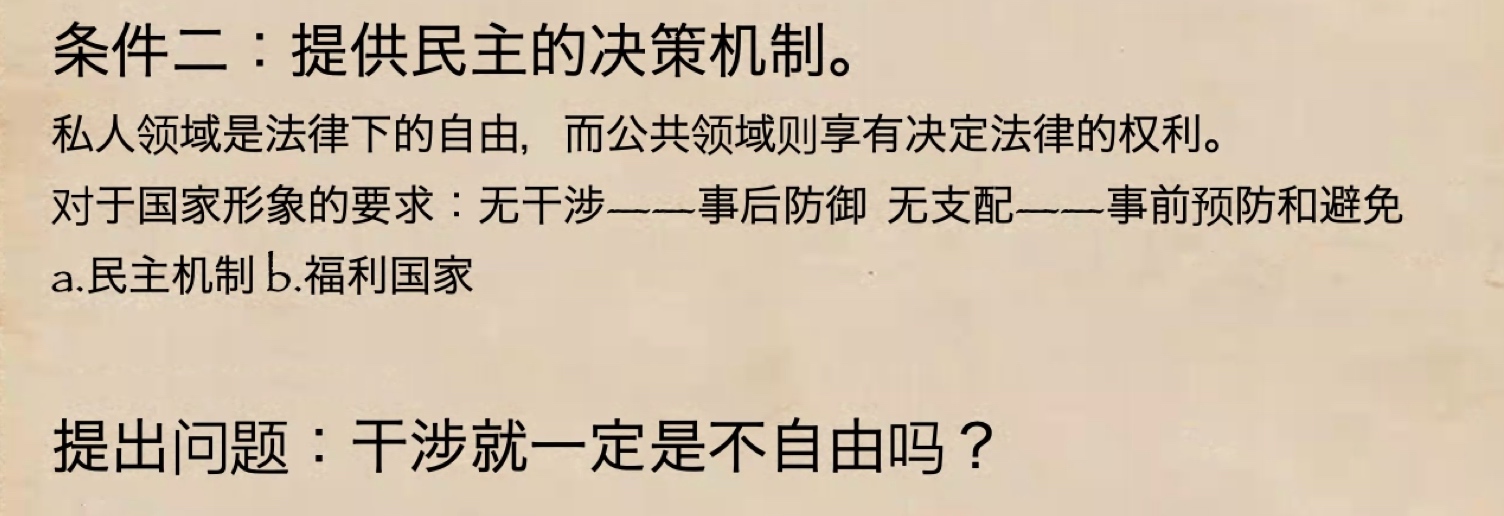 条件二：提供民主的决策机制。
私人领域是法律下的自由，而公共领域则享有决定法律的权利。
对于国家形象的要求：无干涉——事后防御 无支配——事前预防和避免
a.民主机制 b.福利国家
提出问题：干涉就一定是不自由吗？